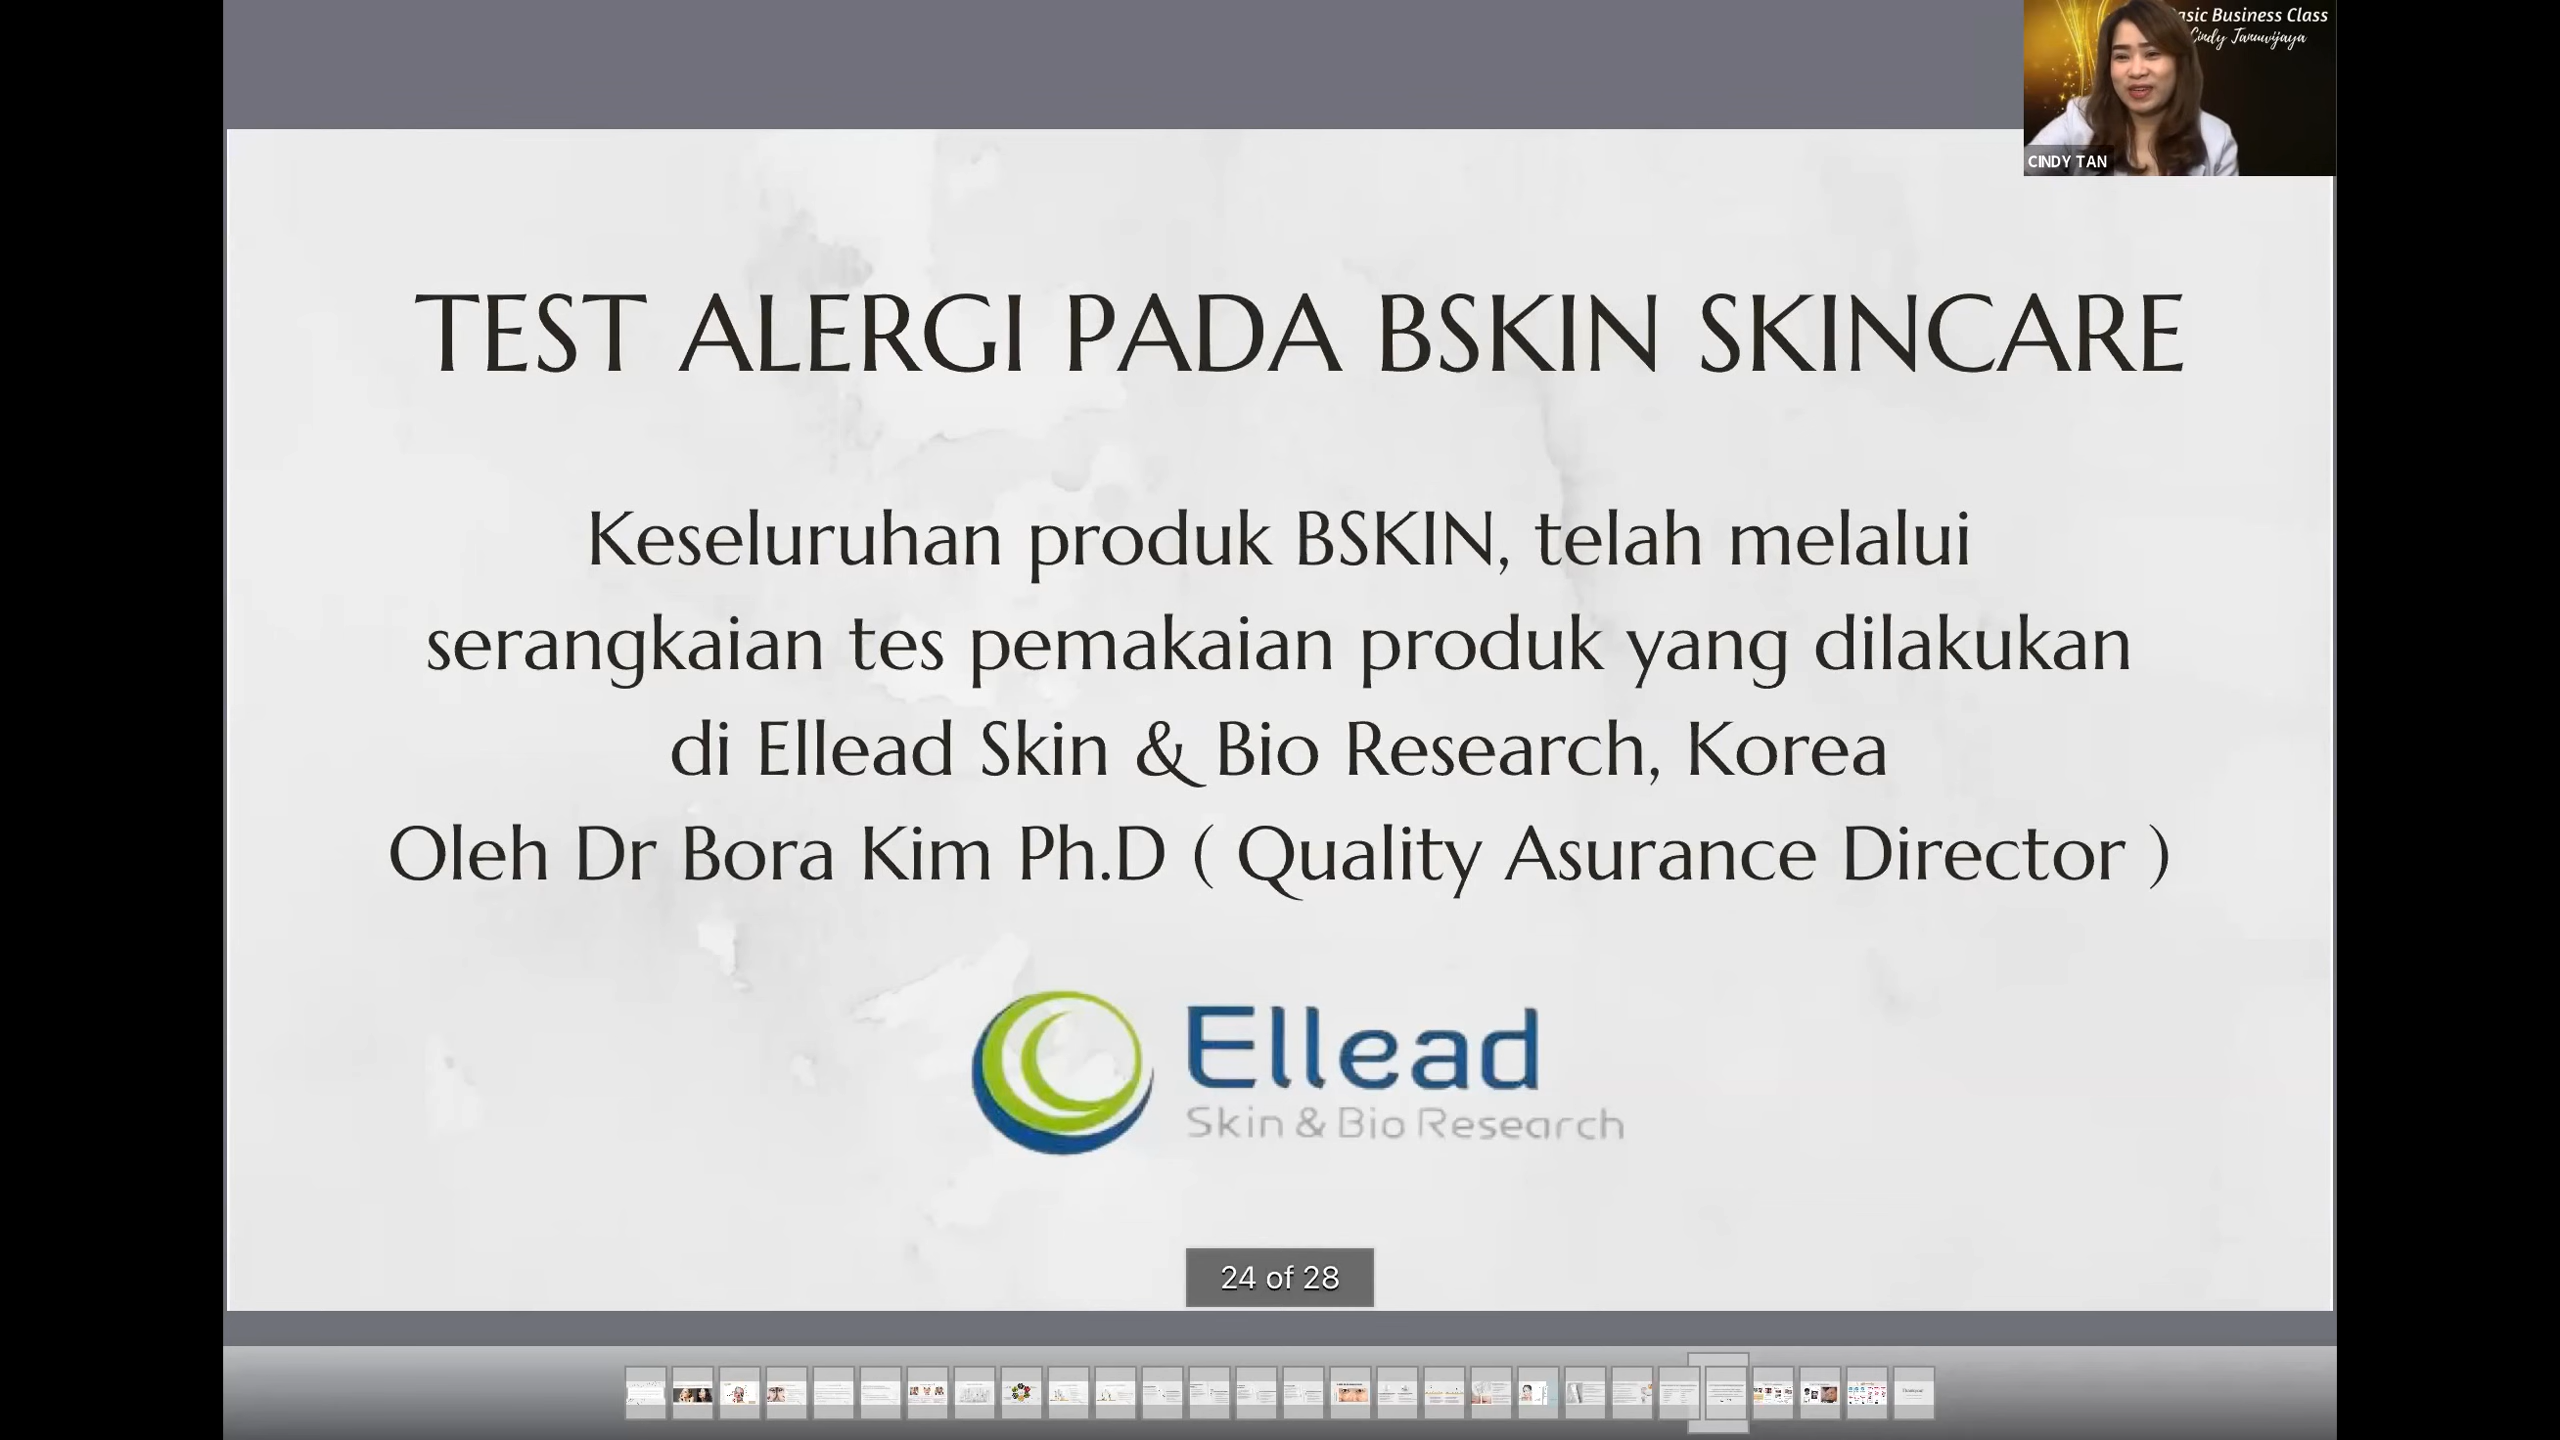 Basic Business Class
Cindy Tanuwijaya
CINDY TAN
TEST ALERGI PADA BSKIN SKINCARE
Keseluruhan produk BSKIN, telah melalui
serangkaian tes pemakaian produk yang dilakukan
di Ellead Skin & Bio Research, Korea
Oleh Dr Bora Kim Ph.D ( Quality Asurance Director )
Ellead
Skin & Bio Research
24 of 28